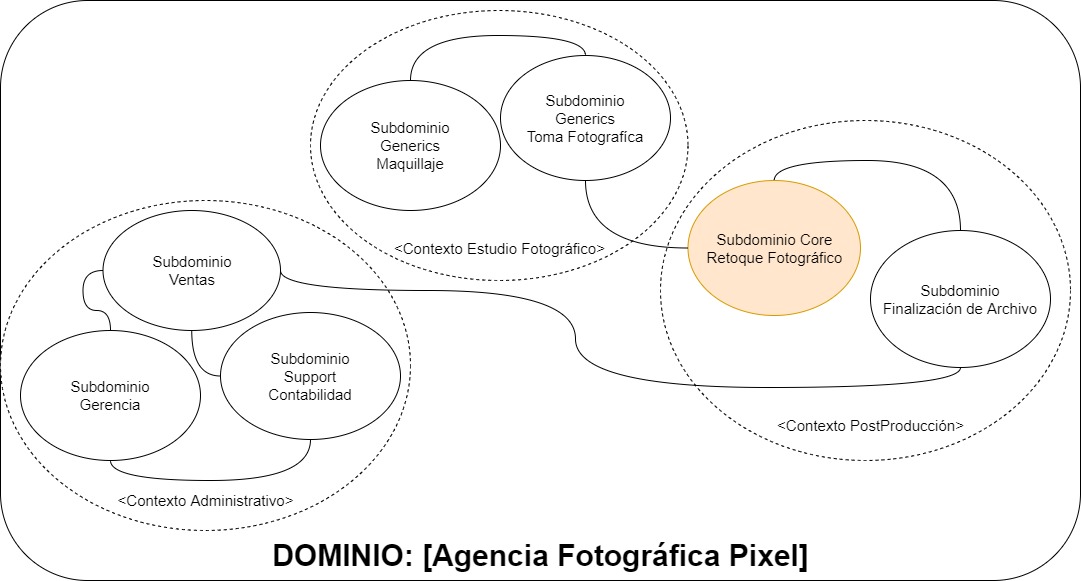 Subdominio
Generics
Maquillaje
Subdominio
Generics
Toma Fotografíca
<Contexto Estudio Fotográfico>
Subdominio Core
Retoque Fotográfico
Subdominio
Finalización de Archivo
<Contexto PostProducción>
Subdominio
Ventas
Subdominio
Gerencia
Subdominio
Support
Contabilidad
<Contexto Administrativo>
DOMINIO: [Agencia Fotográfica Pixel]